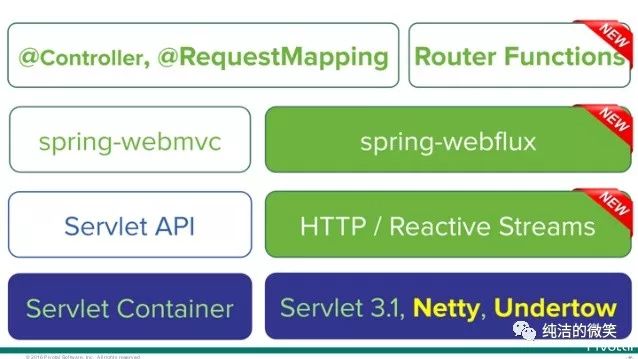 @Controller, @RequestMapping
Router Functions
NEW
spring-webmvc
spring-webflux
NEW
Servlet API
HTTP / Reactive Streams
NEW
Servlet Container
Servlet 3.1, Netty, Undertow
纯洁的微笑
Pivotal
© 2016 Pivotal Software, Inc. All rights reserved.